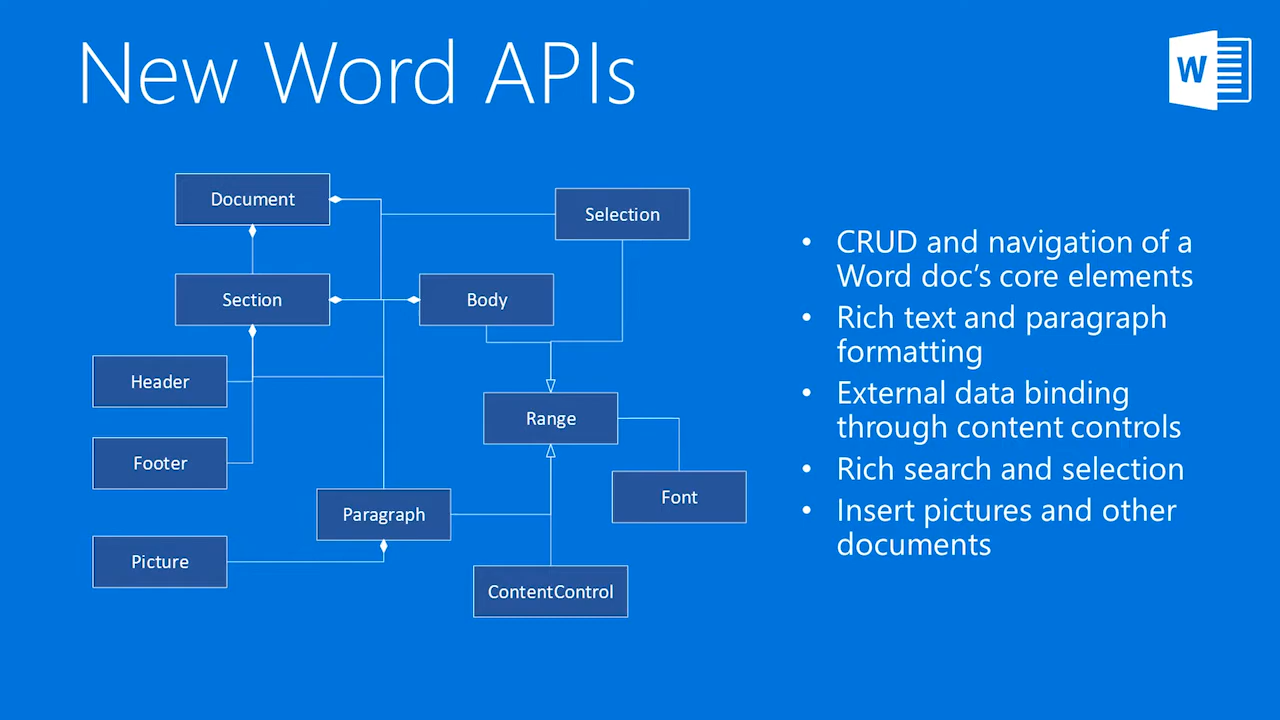 New Word APIs
W
Document
Selection
Section
Body
Header
Range
Footer
Font
Paragraph
Picture
ContentControl
• CRUD and navigation of a
Word doc’s core elements
• Rich text and paragraph
formatting
• External data binding
through content controls
• Rich search and selection
• Insert pictures and other
documents